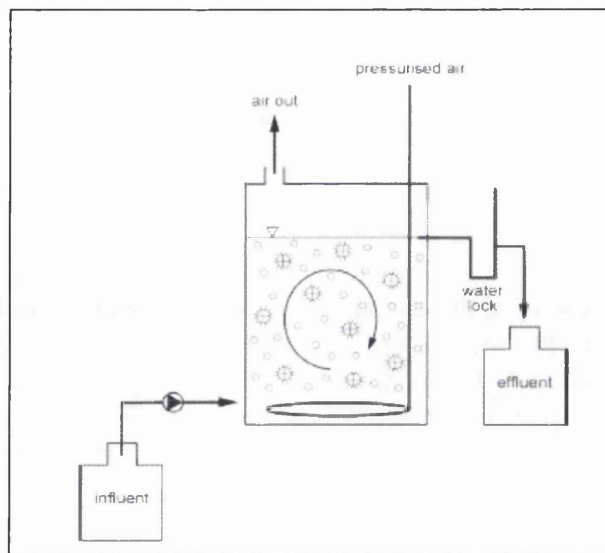 pressurised air
air out
water
lock
effluent
influent